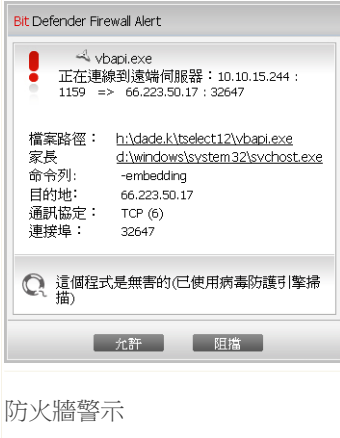 Bit Defender Firewall Alert
vbapi.exe
正在連線到遠端伺服器：10.10.15.244 :
1159 => 66.223.50.17 : 32647
檔案路徑： h:\dade.k\tselect12\vbapi.exe
家長 d:\windows\system32\svchost.exe
命令列: -embedding
目的地: 66.223.50.17
通訊協定： TCP (6)
連接埠： 32647
這個程式是無害的(已使用病毒防護引擎掃
描)
允許 阻擋
防火牆警示